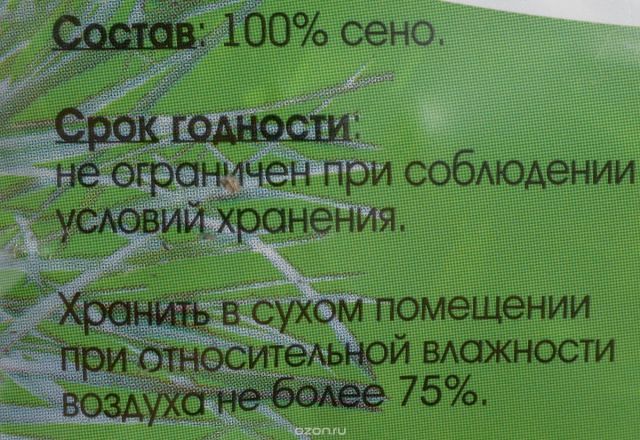 Состав: 100% сено.
Срок годности:
не ограничен при соблюдении
условий хранения.
Хранить в сухом помещении
при относительной влажности
воздуха не более 75%.
ozon.ru